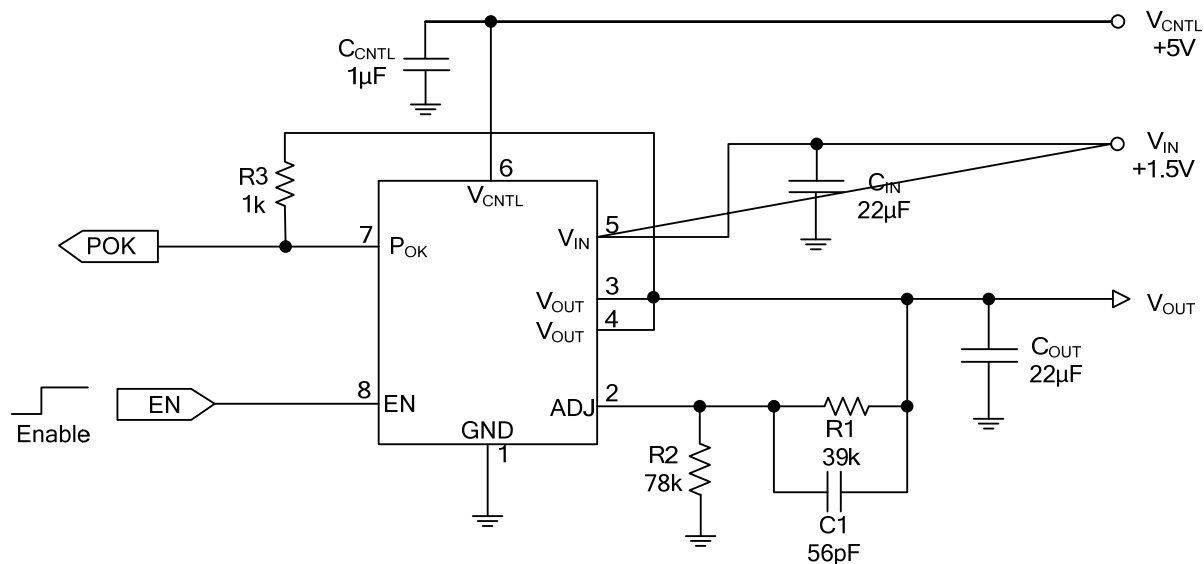 VCNTL
+5V
CCNTL
1µF
VIN
+1.5V
CIN
22µF
R3
1k
6
VCNTL
7
POK
POK
5
VIN
3
VOUT
4
VOUT
VOUT
COUT
22µF
8
EN
EN
Enable
2
ADJ
GND
1
R1
39k
R2
78k
C1
56pF